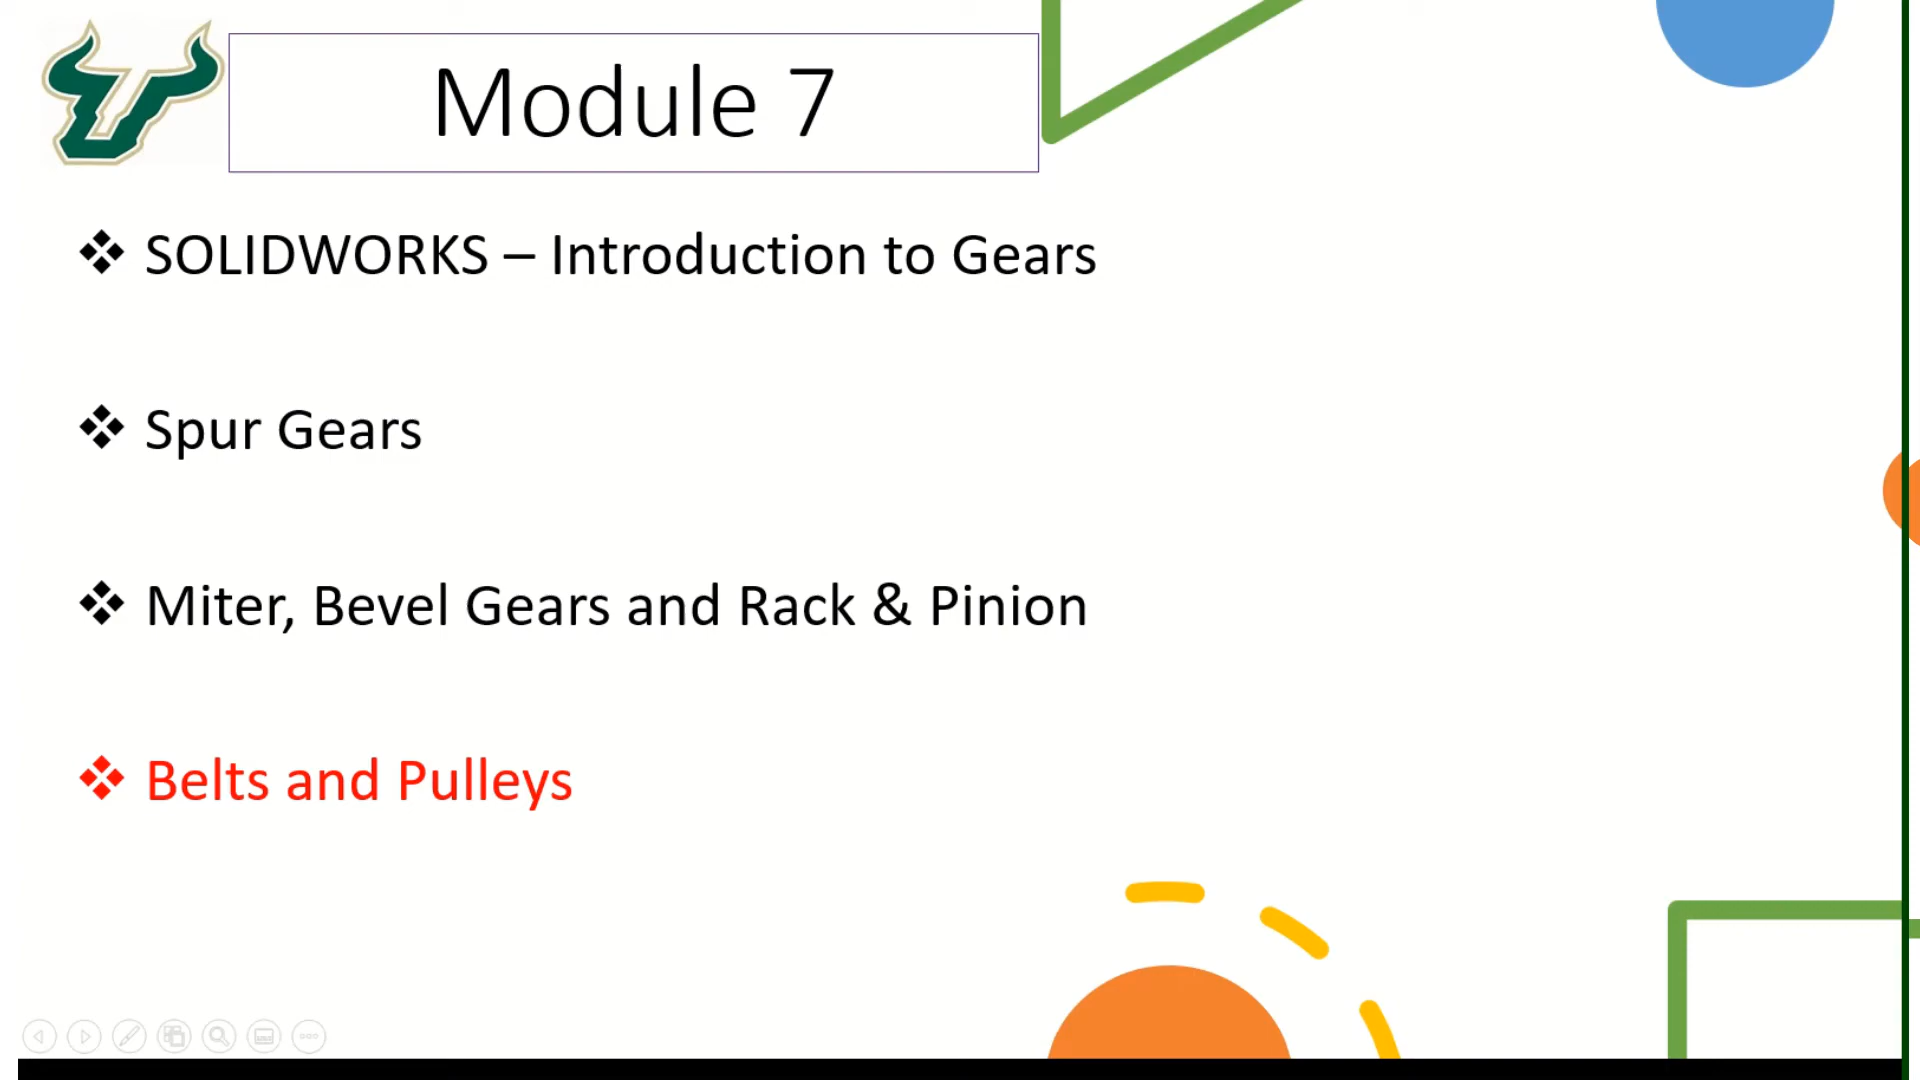 Module 7
❖ SOLIDWORKS – Introduction to Gears
❖ Spur Gears
❖ Miter, Bevel Gears and Rack & Pinion
❖ Belts and Pulleys